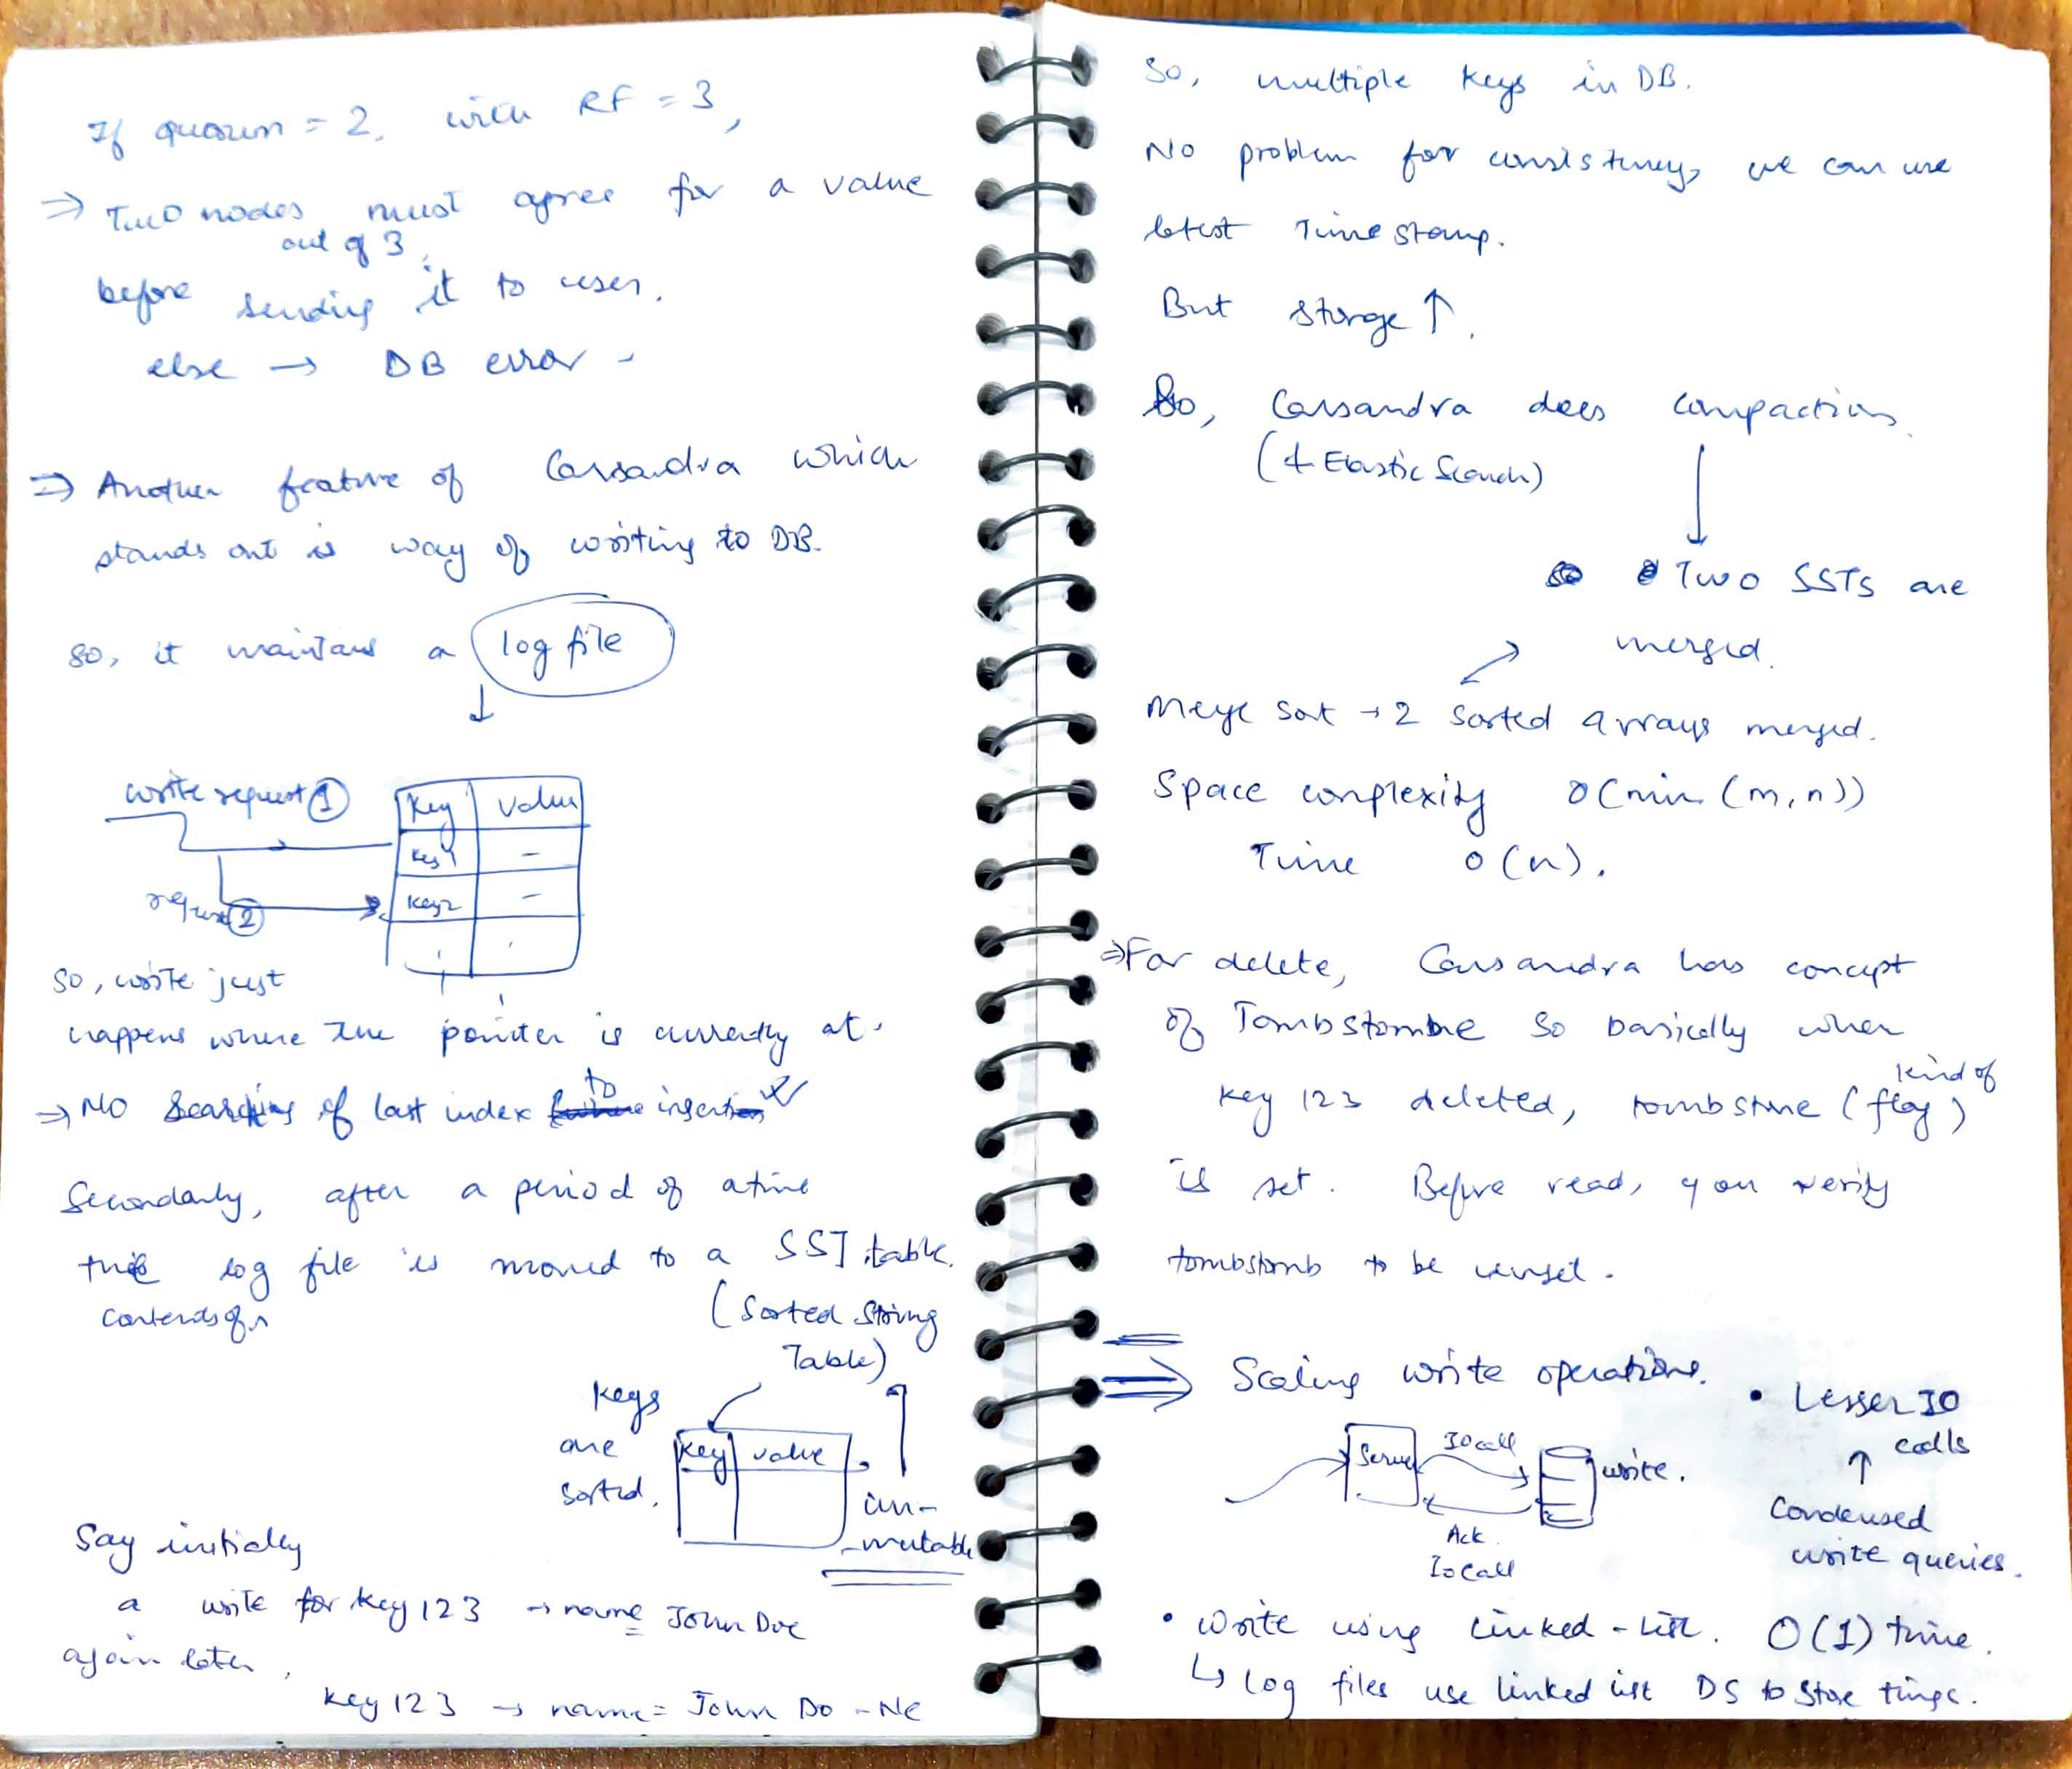 If quorum = 2, with RF = 3,
⇒ Two nodes must agree for a value
out of 3,
before sending it to user.
else → DB error -
⇒ Another feature of Cassandra which
stands out is way of writing to DB.
so, it maintans a log file
↓
write request ①
request ②
Key value
Key 1 -
Key2 -
So, write just
happens where the pointer is currently at.
⇒ No searching of last index to insert
Secondarly, after a period of a time
the log file is moved to a SST table.
contents of
(Sorted String
Table)
Keys
are
sorted.
Key value
im-
-mutable
Say initially
a write for key 123 → name John Doe
again later,
key 123 → name = John Do - Ne
So, multiple keys in DB.
No problem for consistency, we can use
latest Timestamp.
But storge ↑.
So, Cassandra does compaction.
(+ Elastic Search)
Two SSTs are
merged.
Merge Sort → 2 sorted arrays merged.
Space complexity O(min (m, n))
Time O(n).
⇒ For delete, Cassandra has concept
of Tombstombe so basically when
kind of
key 123 deleted, tombstone (flag)
is set. Before read, you verify
tombstomb to be unset.
⇒ Scaling write operations.
Server IO call write.
Ack
Io Call
• Lesser IO
calls
↑
Condensed
write queries.
• write using Linked-List. O(1) time.
↳ log files use linked list DS to store tings.